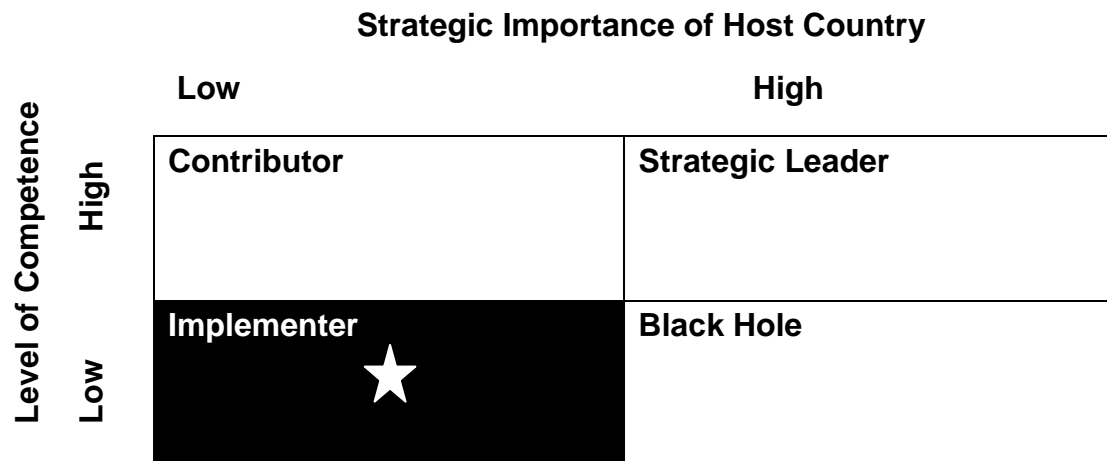 Strategic Importance of Host Country
Low High
Level of Competence
High
Contributor Strategic Leader
Low
Implementer Black Hole